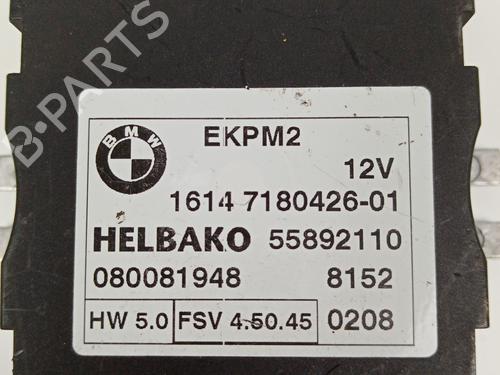 B-PARTS
BMW
EKPM2
12V
1614 7180426-01
HELBAKO 55892110
080081948 8152
HW 5.0 FSV 4.50.45 0208